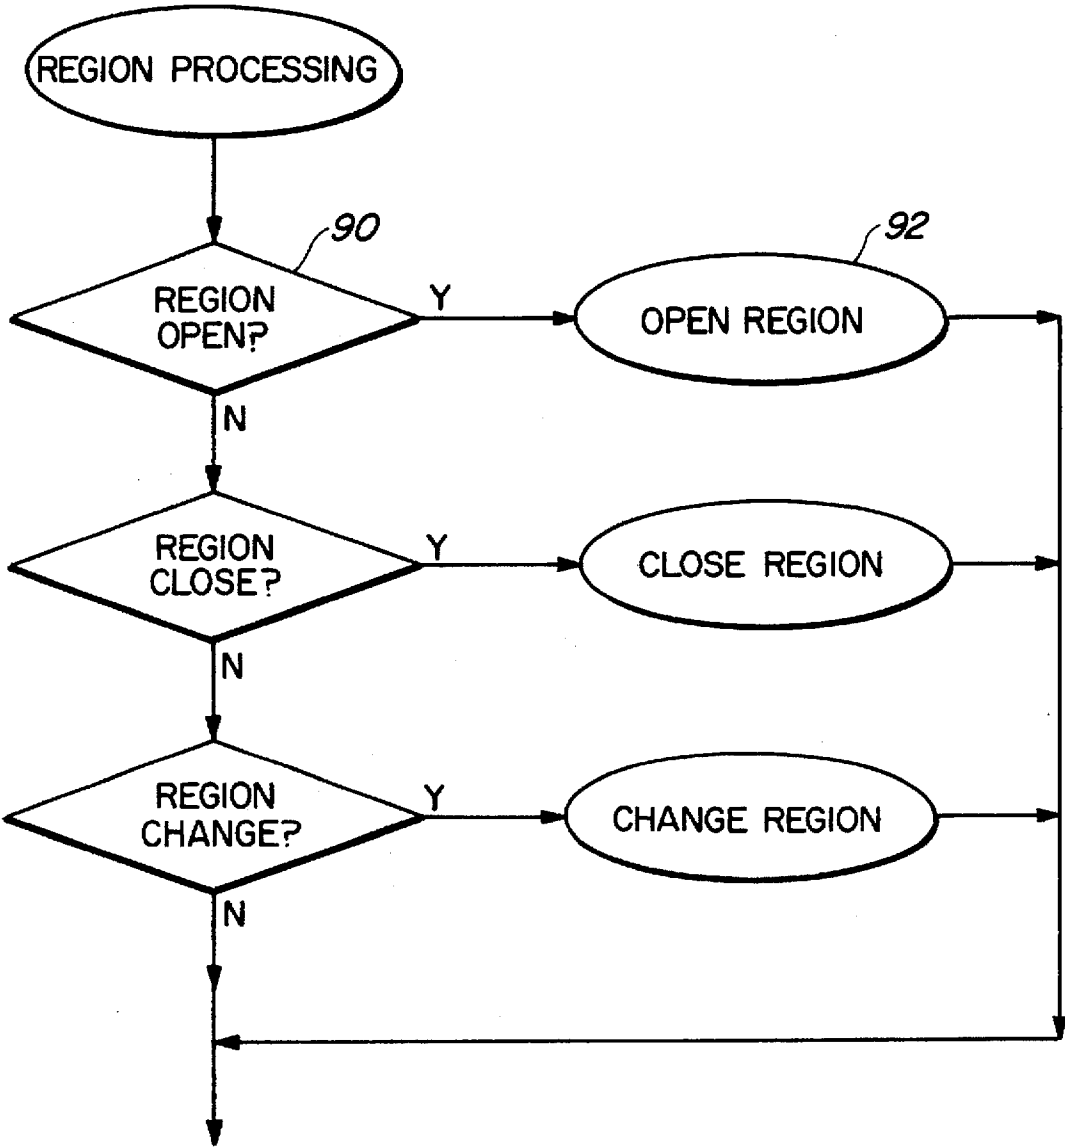 REGION PROCESSING
90
92
REGION
OPEN?
Y
OPEN REGION
N
REGION
CLOSE?
Y
CLOSE REGION
N
REGION
CHANGE?
Y
CHANGE REGION
N